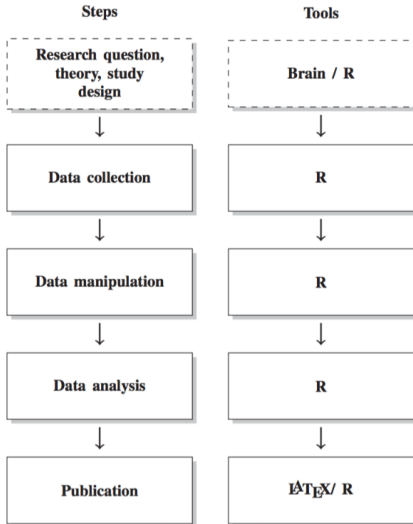 Steps
Tools
Research question,
theory, study
design
Brain / R
Data collection
R
Data manipulation
R
Data analysis
R
Publication
LATEX/ R